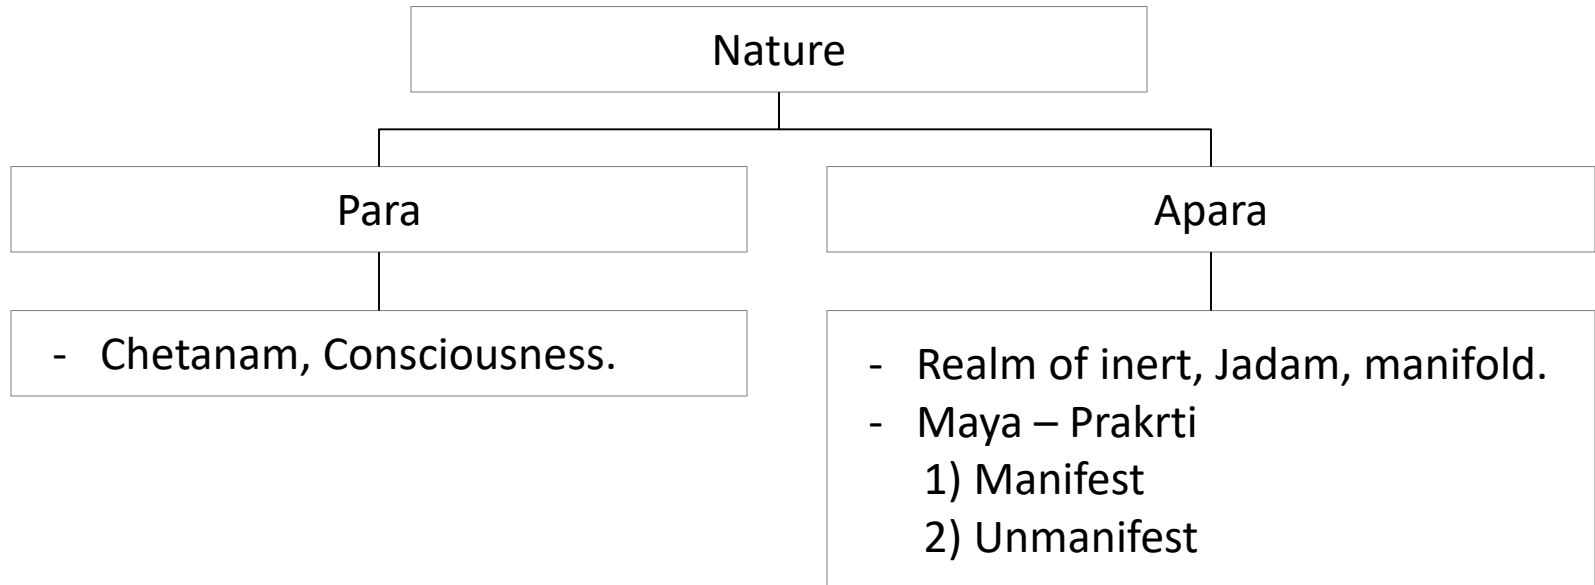 Nature
Para
Apara
- Chetanam, Consciousness.
- Realm of inert, Jadam, manifold.
- Maya – Prakrti
1) Manifest
2) Unmanifest